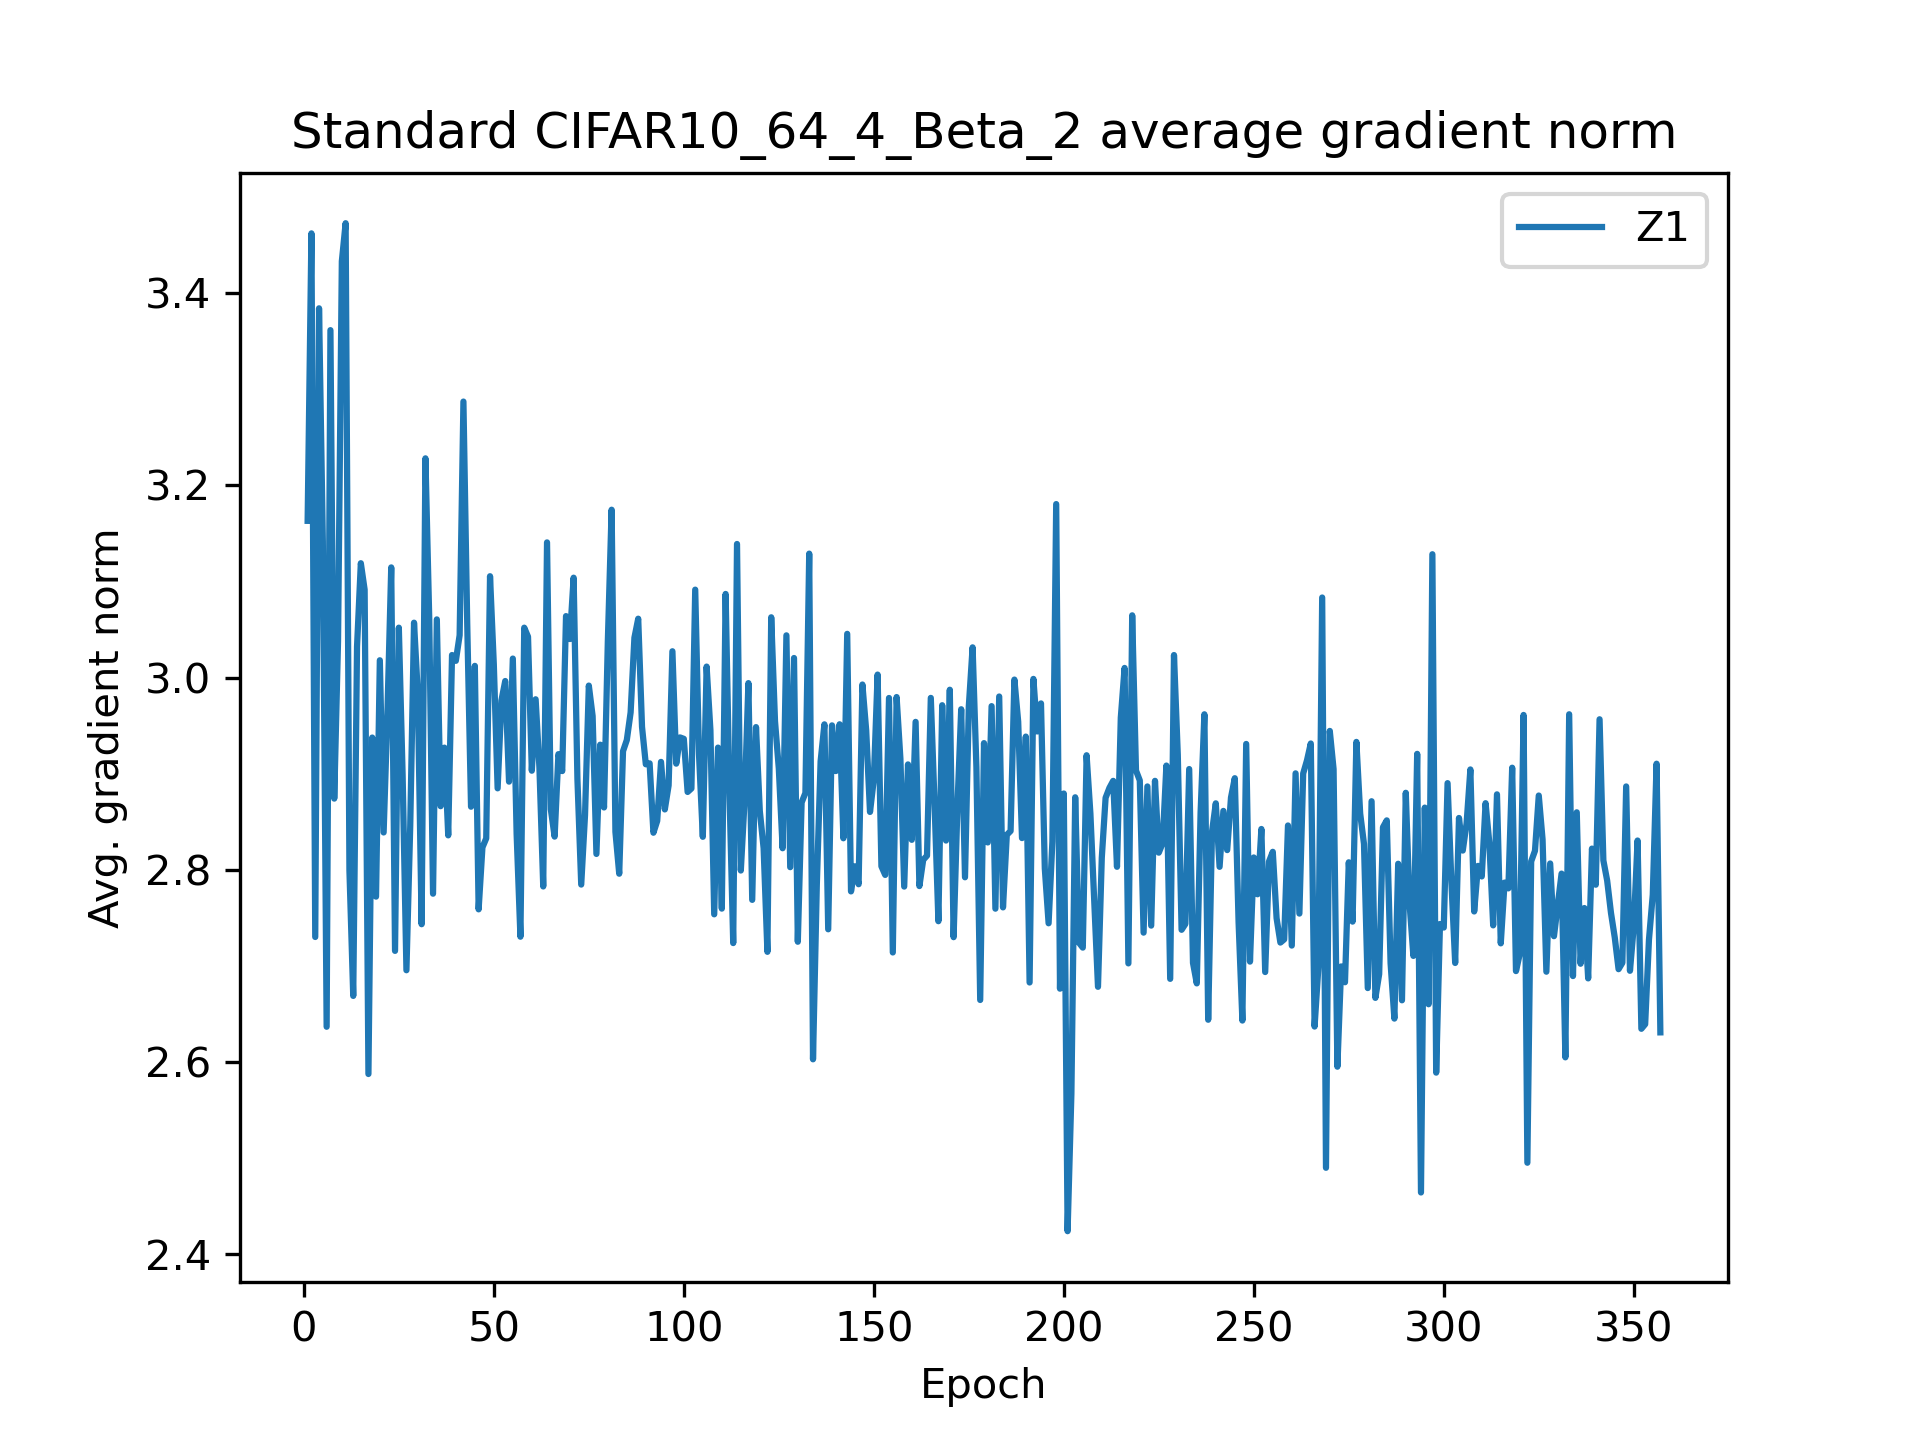 Standard CIFAR10_64_4_Beta_2 average gradient norm
Z1
Avg. gradient norm
3.4
3.2
3.0
2.8
2.6
2.4
0 50 100 150 200 250 300 350
Epoch